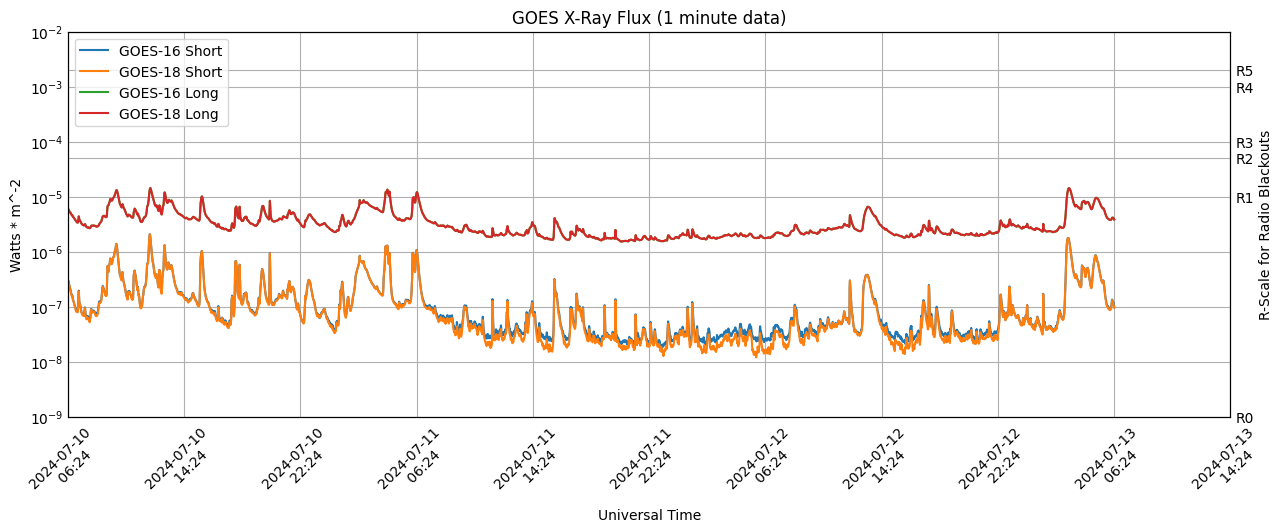 GOES X-Ray Flux (1 minute data)
GOES-16 Short
GOES-18 Short
GOES-16 Long
GOES-18 Long
Watts * m^-2
10^-2
10^-3
10^-4
10^-5
10^-6
10^-7
10^-8
10^-9
R5
R4
R3
R2
R1
R0
R-Scale for Radio Blackouts
2024-07-10
06:24
2024-07-10
14:24
2024-07-10
22:24
2024-07-11
06:24
2024-07-11
14:24
2024-07-11
22:24
2024-07-12
06:24
2024-07-12
14:24
2024-07-12
22:24
2024-07-13
06:24
2024-07-13
14:24
Universal Time